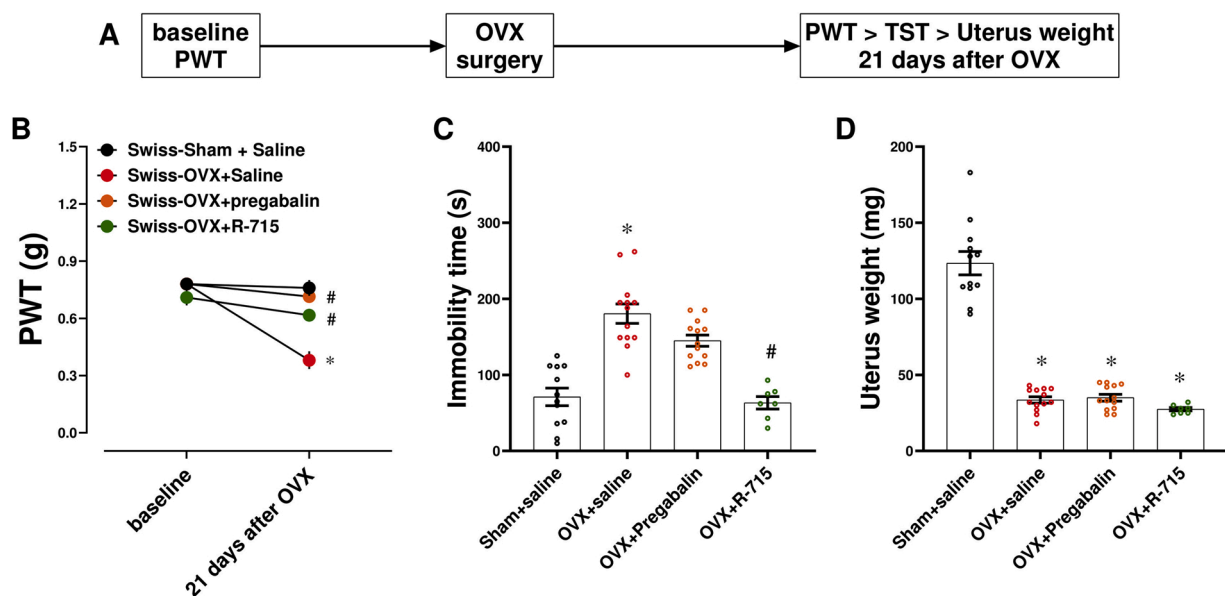 A
baseline
PWT
OVX
surgery
PWT > TST > Uterus weight
21 days after OVX
B
PWT (g)
1.5
1.2
0.9
0.6
0.3
0.0
Swiss-Sham + Saline
Swiss-OVX+Saline
Swiss-OVX+pregabalin
Swiss-OVX+R-715
#
#
*
baseline
21 days after OVX
C
Immobility time (s)
400
300
200
100
0
*
#
Sham+saline
OVX+saline
OVX+Pregabalin
OVX+R-715
D
Uterus weight (mg)
200
150
100
50
0
*
*
*
Sham+saline
OVX+saline
OVX+Pregabalin
OVX+R-715